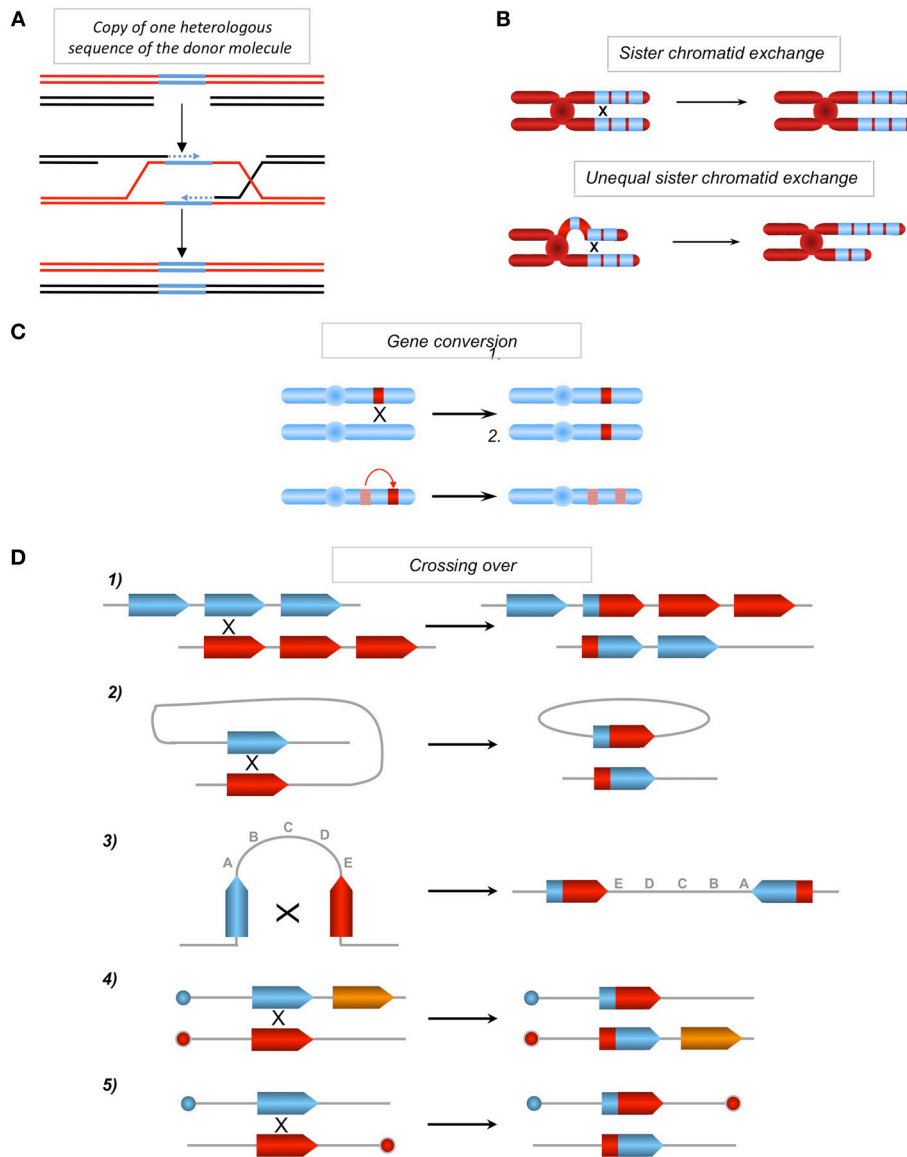 A
Copy of one heterologous
sequence of the donor molecule
B
Sister chromatid exchange
X
Unequal sister chromatid exchange
X
C
Gene conversion
1.
X
2.
D
Crossing over
1)
X
2)
X
3)
A B C D E
X
E D C B A
4)
X
5)
X